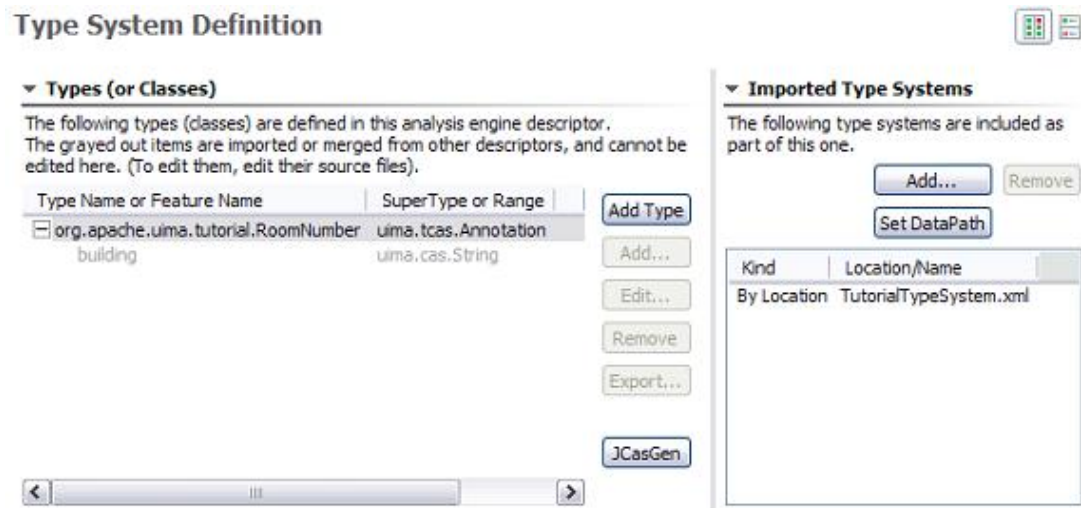 Type System Definition
Types (or Classes)
The following types (classes) are defined in this analysis engine descriptor.
The grayed out items are imported or merged from other descriptors, and cannot be
edited here. (To edit them, edit their source files).
Type Name or Feature Name SuperType or Range
org.apache.uima.tutorial.RoomNumber uima.tcas.Annotation
building uima.cas.String
Add Type
Add...
Edit...
Remove
Export...
JCasGen
Imported Type Systems
The following type systems are included as
part of this one.
Add... Remove
Set DataPath
Kind Location/Name
By Location TutorialTypeSystem.xml